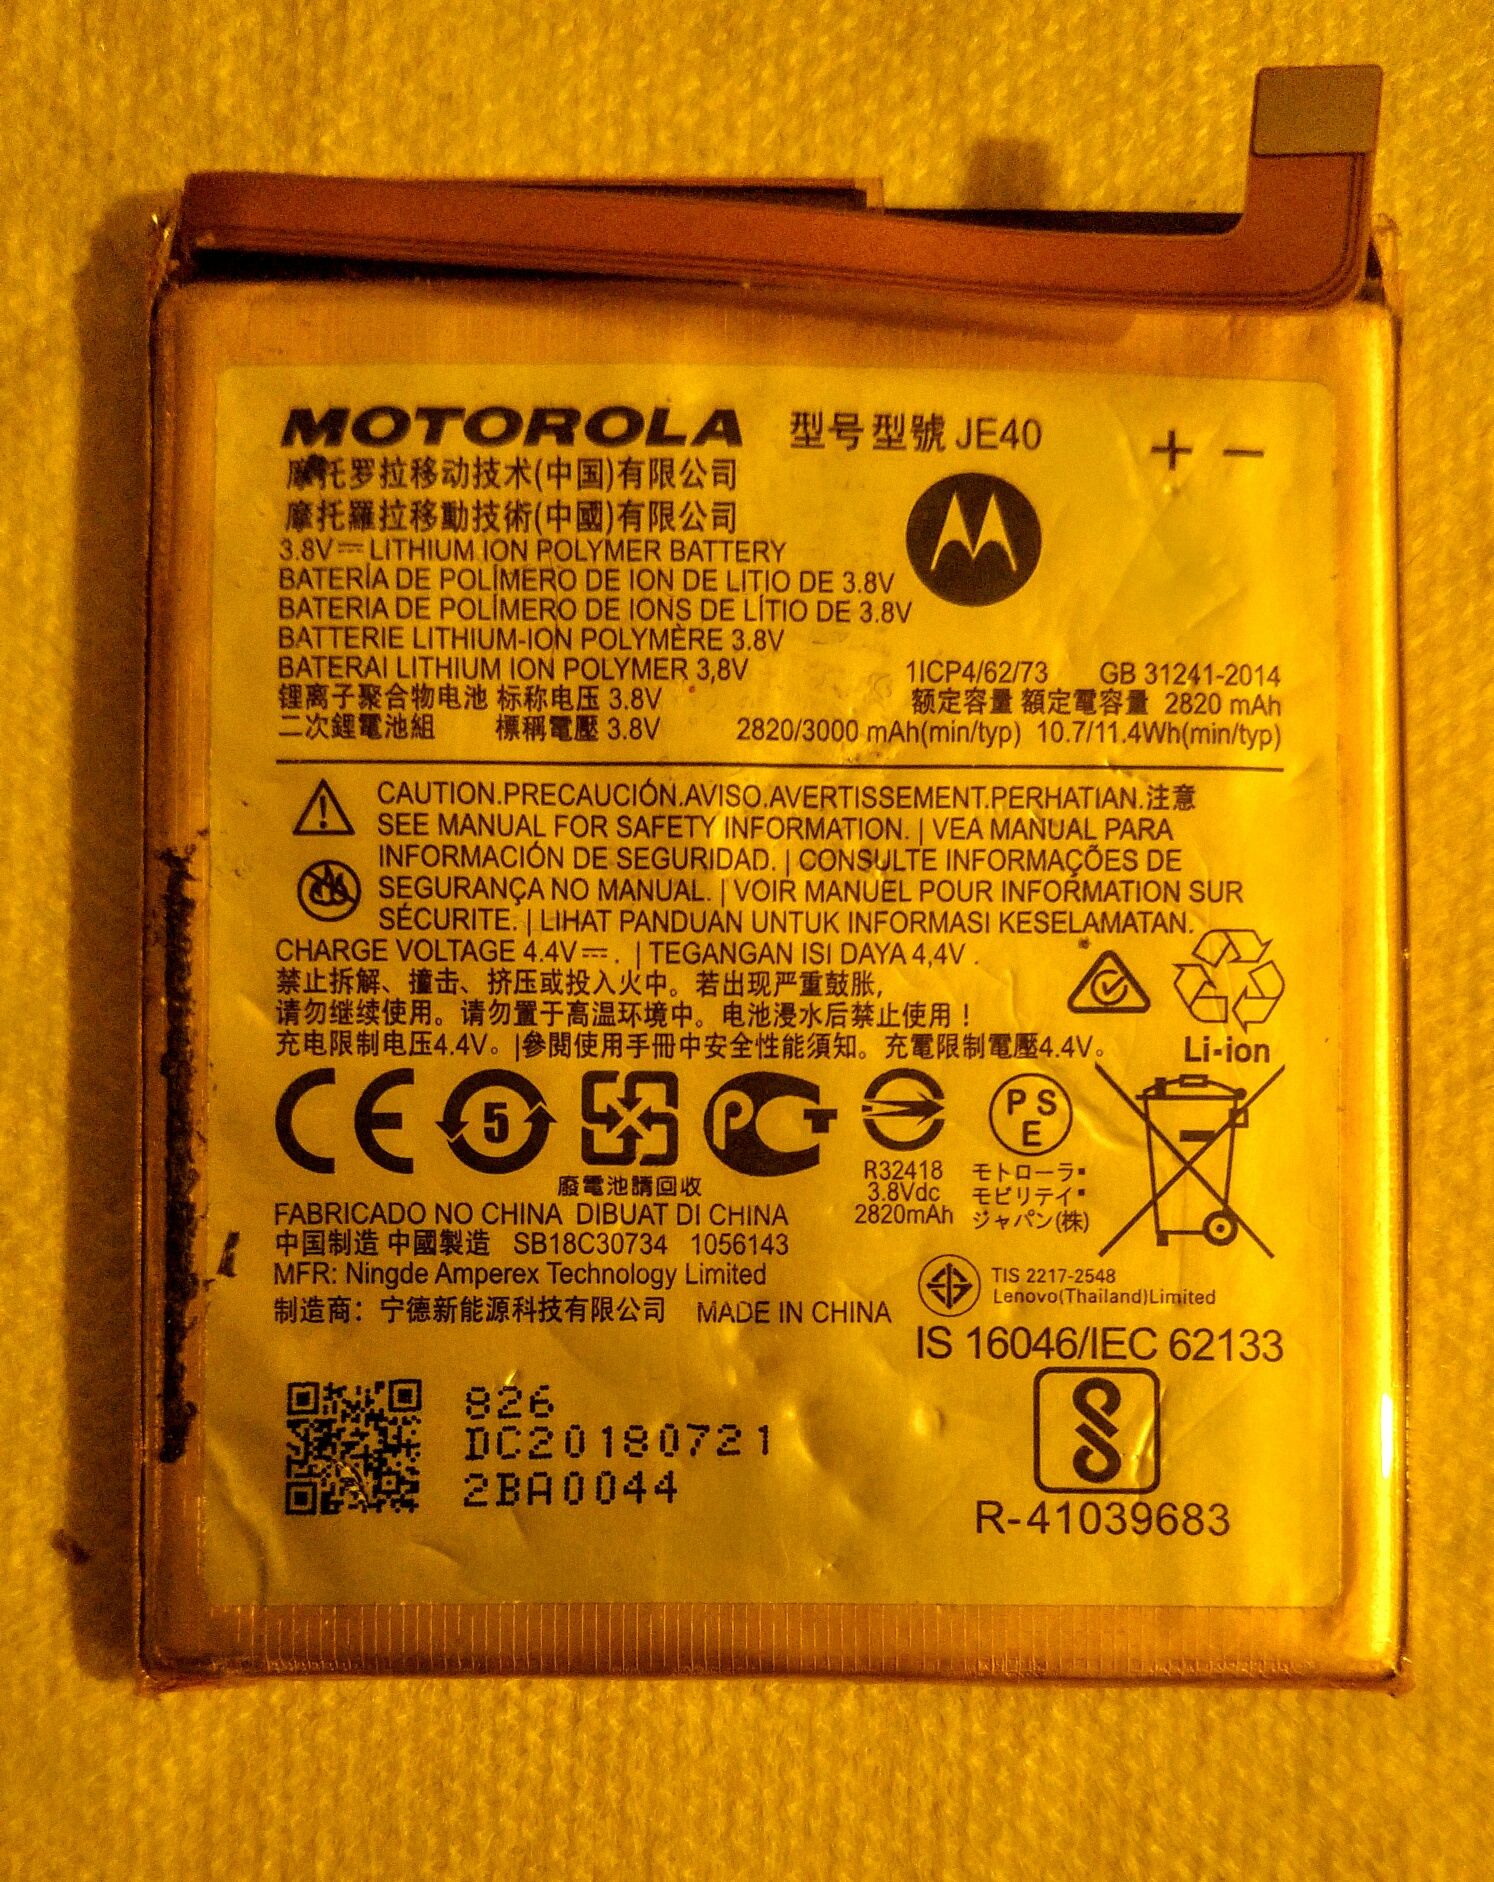 MOTOROLA 型号 型號 JE40
+ −
摩托罗拉移动技术(中国)有限公司
摩托羅拉移動技術(中國)有限公司
3.8V⎓LITHIUM ION POLYMER BATTERY
BATERÍA DE POLÍMERO DE ION DE LITIO DE 3.8V
BATERIA DE POLÍMERO DE IONS DE LÍTIO DE 3.8V
BATTERIE LITHIUM-ION POLYMÈRE 3.8V
BATERAI LITHIUM ION POLYMER 3,8V
1ICP4/62/73 GB 31241-2014
锂离子聚合物电池 标称电压 3.8V
额定容量 額定電容量 2820 mAh
二次鋰電池組 標稱電壓 3.8V
2820/3000 mAh(min/typ) 10.7/11.4Wh(min/typ)
CAUTION.PRECAUCIÓN.AVISO.AVERTISSEMENT.PERHATIAN.注意
SEE MANUAL FOR SAFETY INFORMATION. | VEA MANUAL PARA
INFORMACIÓN DE SEGURIDAD. | CONSULTE INFORMAÇÕES DE
SEGURANÇA NO MANUAL. | VOIR MANUEL POUR INFORMATION SUR
SÉCURITE. | LIHAT PANDUAN UNTUK INFORMASI KESELAMATAN.
CHARGE VOLTAGE 4.4V⎓. | TEGANGAN ISI DAYA 4,4V .
禁止拆解、撞击、挤压或投入火中。若出现严重鼓胀,
请勿继续使用。请勿置于高温环境中。电池浸水后禁止使用！
充电限制电压4.4V。|參閱使用手冊中安全性能須知。充電限制電壓4.4V。
Li-ion
CE 5 PCT PSE
廢電池請回收
R32418
3.8Vdc
2820mAh
モトローラ・
モビリティ・
ジャパン(株)
FABRICADO NO CHINA DIBUAT DI CHINA
中国制造 中國製造 SB18C30734 1056143
MFR: Ningde Amperex Technology Limited
制造商：宁德新能源科技有限公司 MADE IN CHINA
TIS 2217-2548
Lenovo(Thailand)Limited
IS 16046/IEC 62133
R-41039683
826
DC20180721
2BA0044